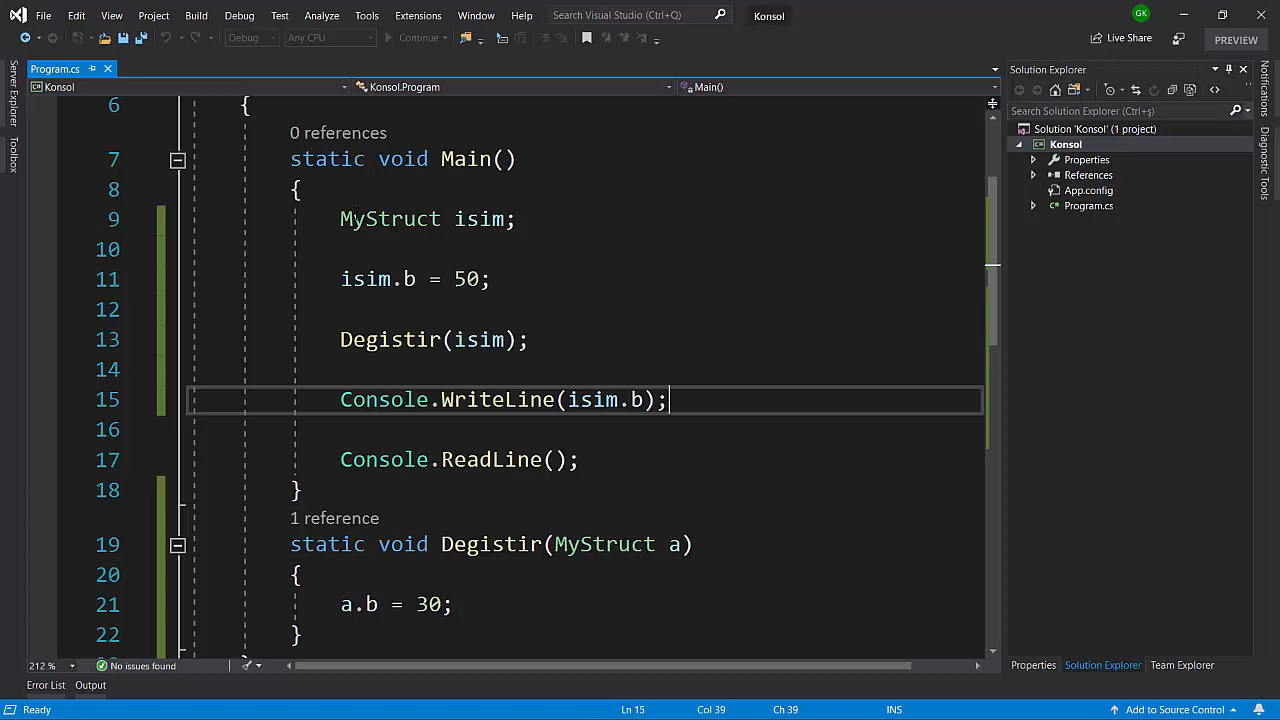 File Edit View Project Build Debug Test Analyze Tools Extensions Window Help Search Visual Studio (Ctrl+Q) Konsol GK
Debug Any CPU Continue Live Share PREVIEW
Program.cs
Konsol Konsol.Program Main()
Server Explorer
Toolbox
6 {
0 references
7 static void Main()
8 {
9 MyStruct isim;
10
11 isim.b = 50;
12
13 Degistir(isim);
14
15 Console.WriteLine(isim.b);
16
17 Console.ReadLine();
18 }
1 reference
19 static void Degistir(MyStruct a)
20 {
21 a.b = 30;
22 }
212 % No issues found
Solution Explorer
Search Solution Explorer (Ctrl+ş)
Solution 'Konsol' (1 project)
Konsol
Properties
References
App.config
Program.cs
Properties Solution Explorer Team Explorer
Notifications
Diagnostic Tools
Error List Output
Ready Ln 15 Col 39 Ch 39 INS Add to Source Control